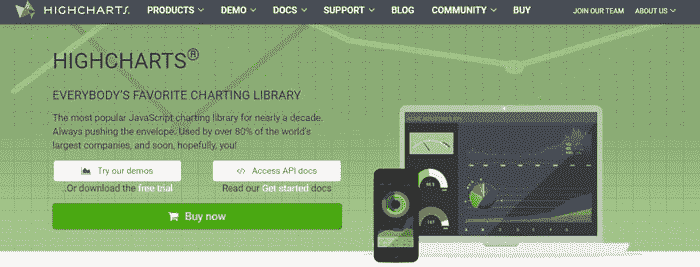 HIGHCHARTS PRODUCTS DEMO DOCS SUPPORT BLOG COMMUNITY BUY JOIN OUR TEAM ABOUT US
HIGHCHARTS®
EVERYBODY'S FAVORITE CHARTING LIBRARY
The most popular JavaScript charting library for nearly a decade.
Always pushing the envelope. Used by over 80% of the world's
largest companies, and soon, hopefully, you!
Try our demos </> Access API docs
..Or download the free trial Read our Get started docs
Buy now